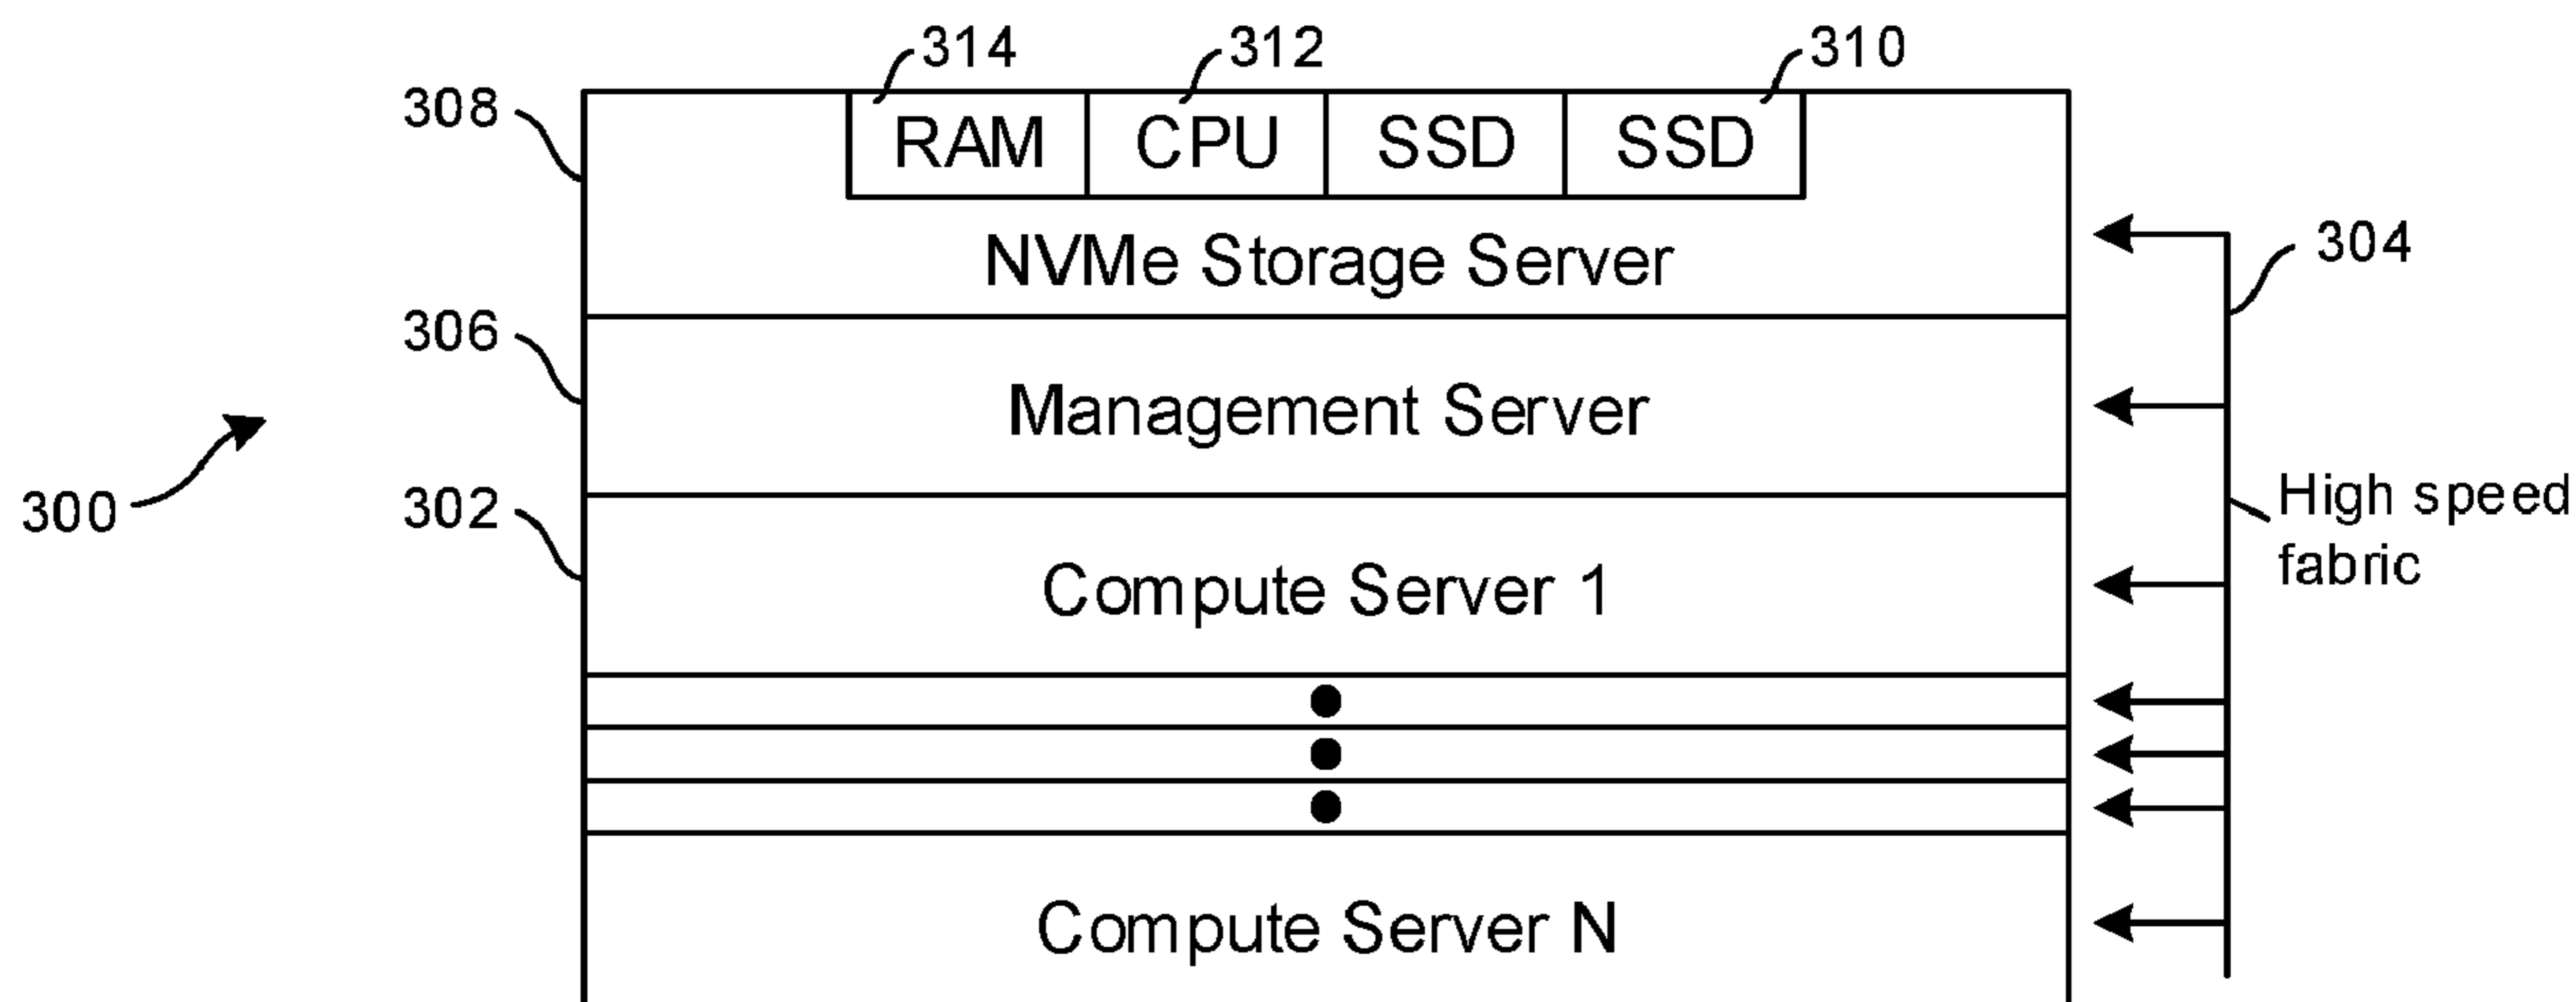 314 312 310
308
RAM CPU SSD SSD
NVMe Storage Server
304
306
Management Server
300
302
High speed
fabric
Compute Server 1
Compute Server N